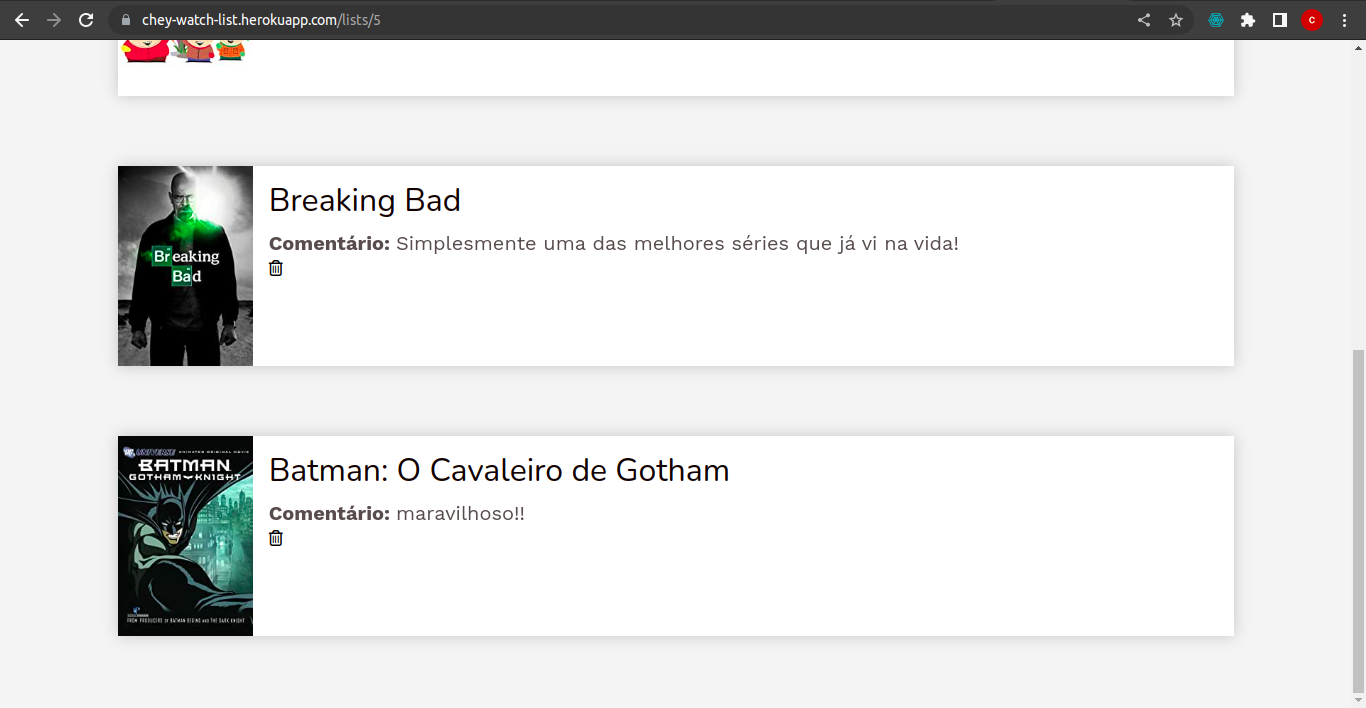 chey-watch-list.herokuapp.com/lists/5
C
Breaking Bad
Comentário: Simplesmente uma das melhores séries que já vi na vida!
Breaking
Bad
DC UNIVERSE ANIMATED ORIGINAL MOVIE
BATMAN
GOTHAM KNIGHT
Batman: O Cavaleiro de Gotham
Comentário: maravilhoso!!
FROM PRODUCERS OF BATMAN BEGINS AND THE DARK KNIGHT